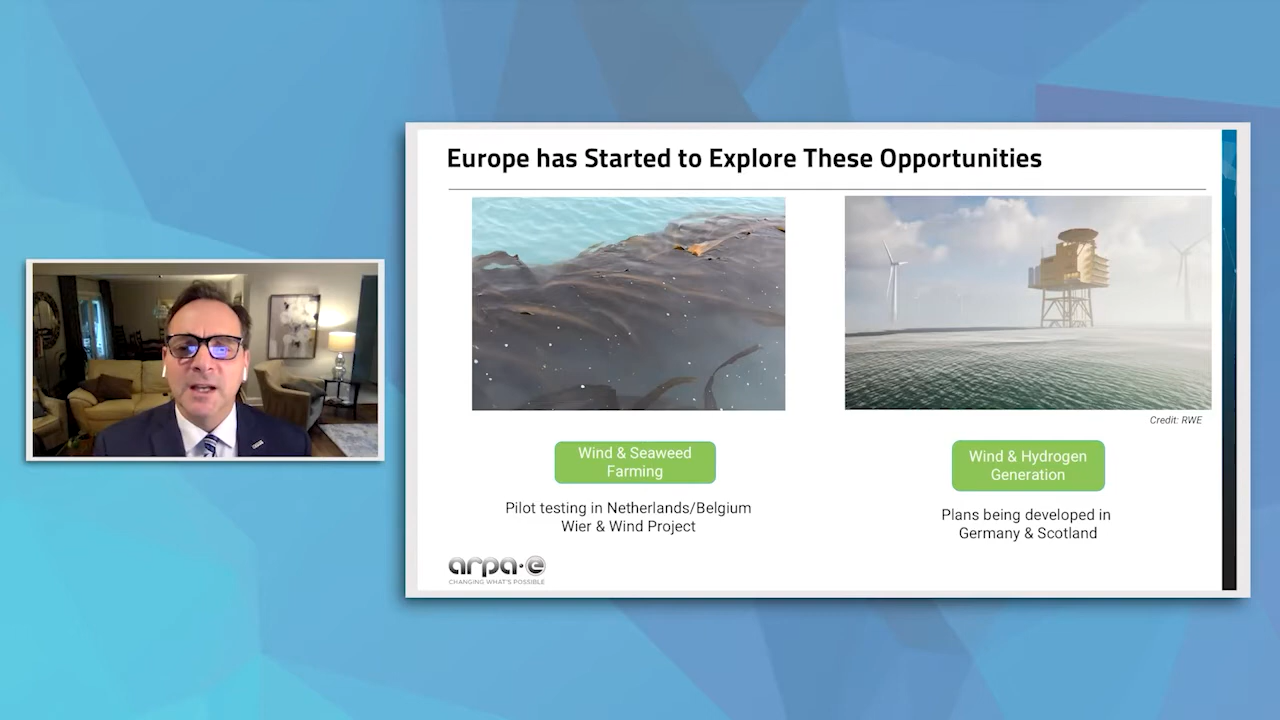 Europe has Started to Explore These Opportunities
Credit: RWE
Wind & Seaweed
Farming
Wind & Hydrogen
Generation
Pilot testing in Netherlands/Belgium
Wier & Wind Project
Plans being developed in
Germany & Scotland
arpa·e
CHANGING WHAT'S POSSIBLE